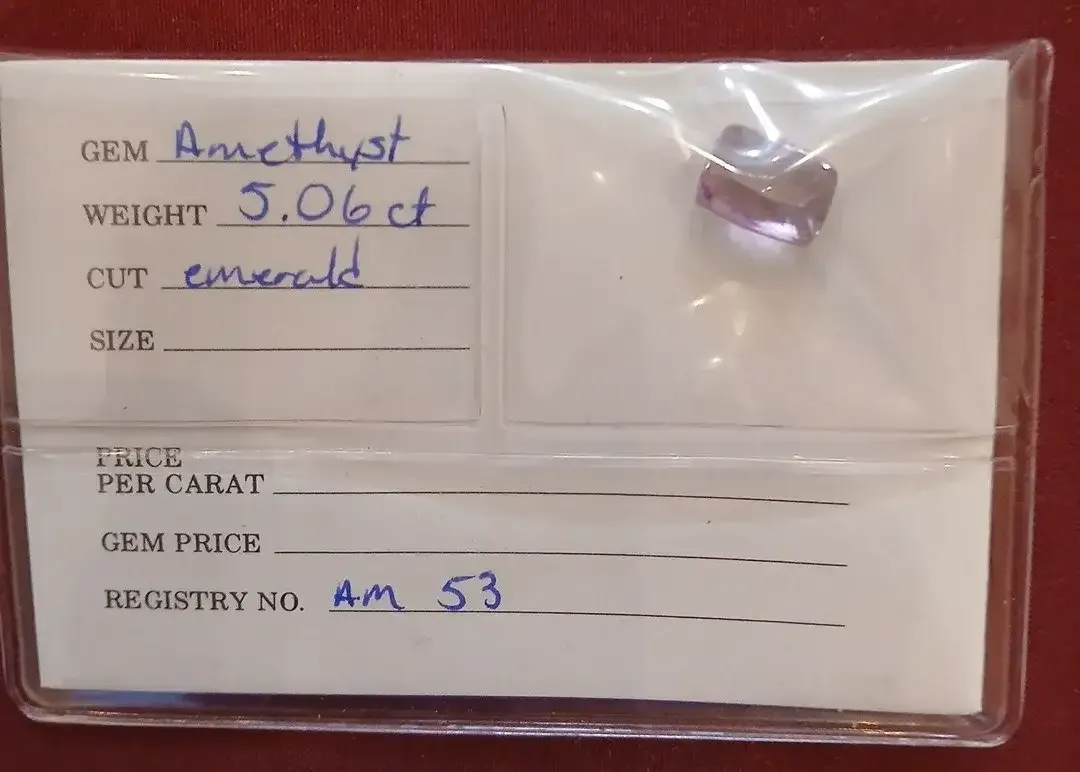 GEM Amethyst
WEIGHT 5.06 ct
CUT emerald
SIZE
PRICE
PER CARAT
GEM PRICE
REGISTRY NO. AM 53